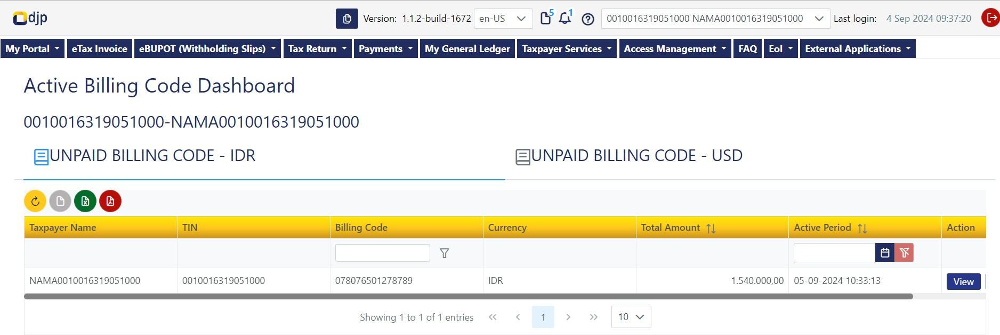 djp Version: 1.1.2-build-1672 en-US 5 1 0010016319051000 NAMA0010016319051000 Last login: 4 Sep 2024 09:37:20
My Portal eTax Invoice eBUPOT (Withholding Slips) Tax Return Payments My General Ledger Taxpayer Services Access Management FAQ EoI External Applications
Active Billing Code Dashboard
0010016319051000-NAMA0010016319051000
UNPAID BILLING CODE - IDR UNPAID BILLING CODE - USD
Taxpayer Name TIN Billing Code Currency Total Amount Active Period Action
NAMA0010016319051000 0010016319051000 078076501278789 IDR 1.540.000,00 05-09-2024 10:33:13 View
Showing 1 to 1 of 1 entries 1 10